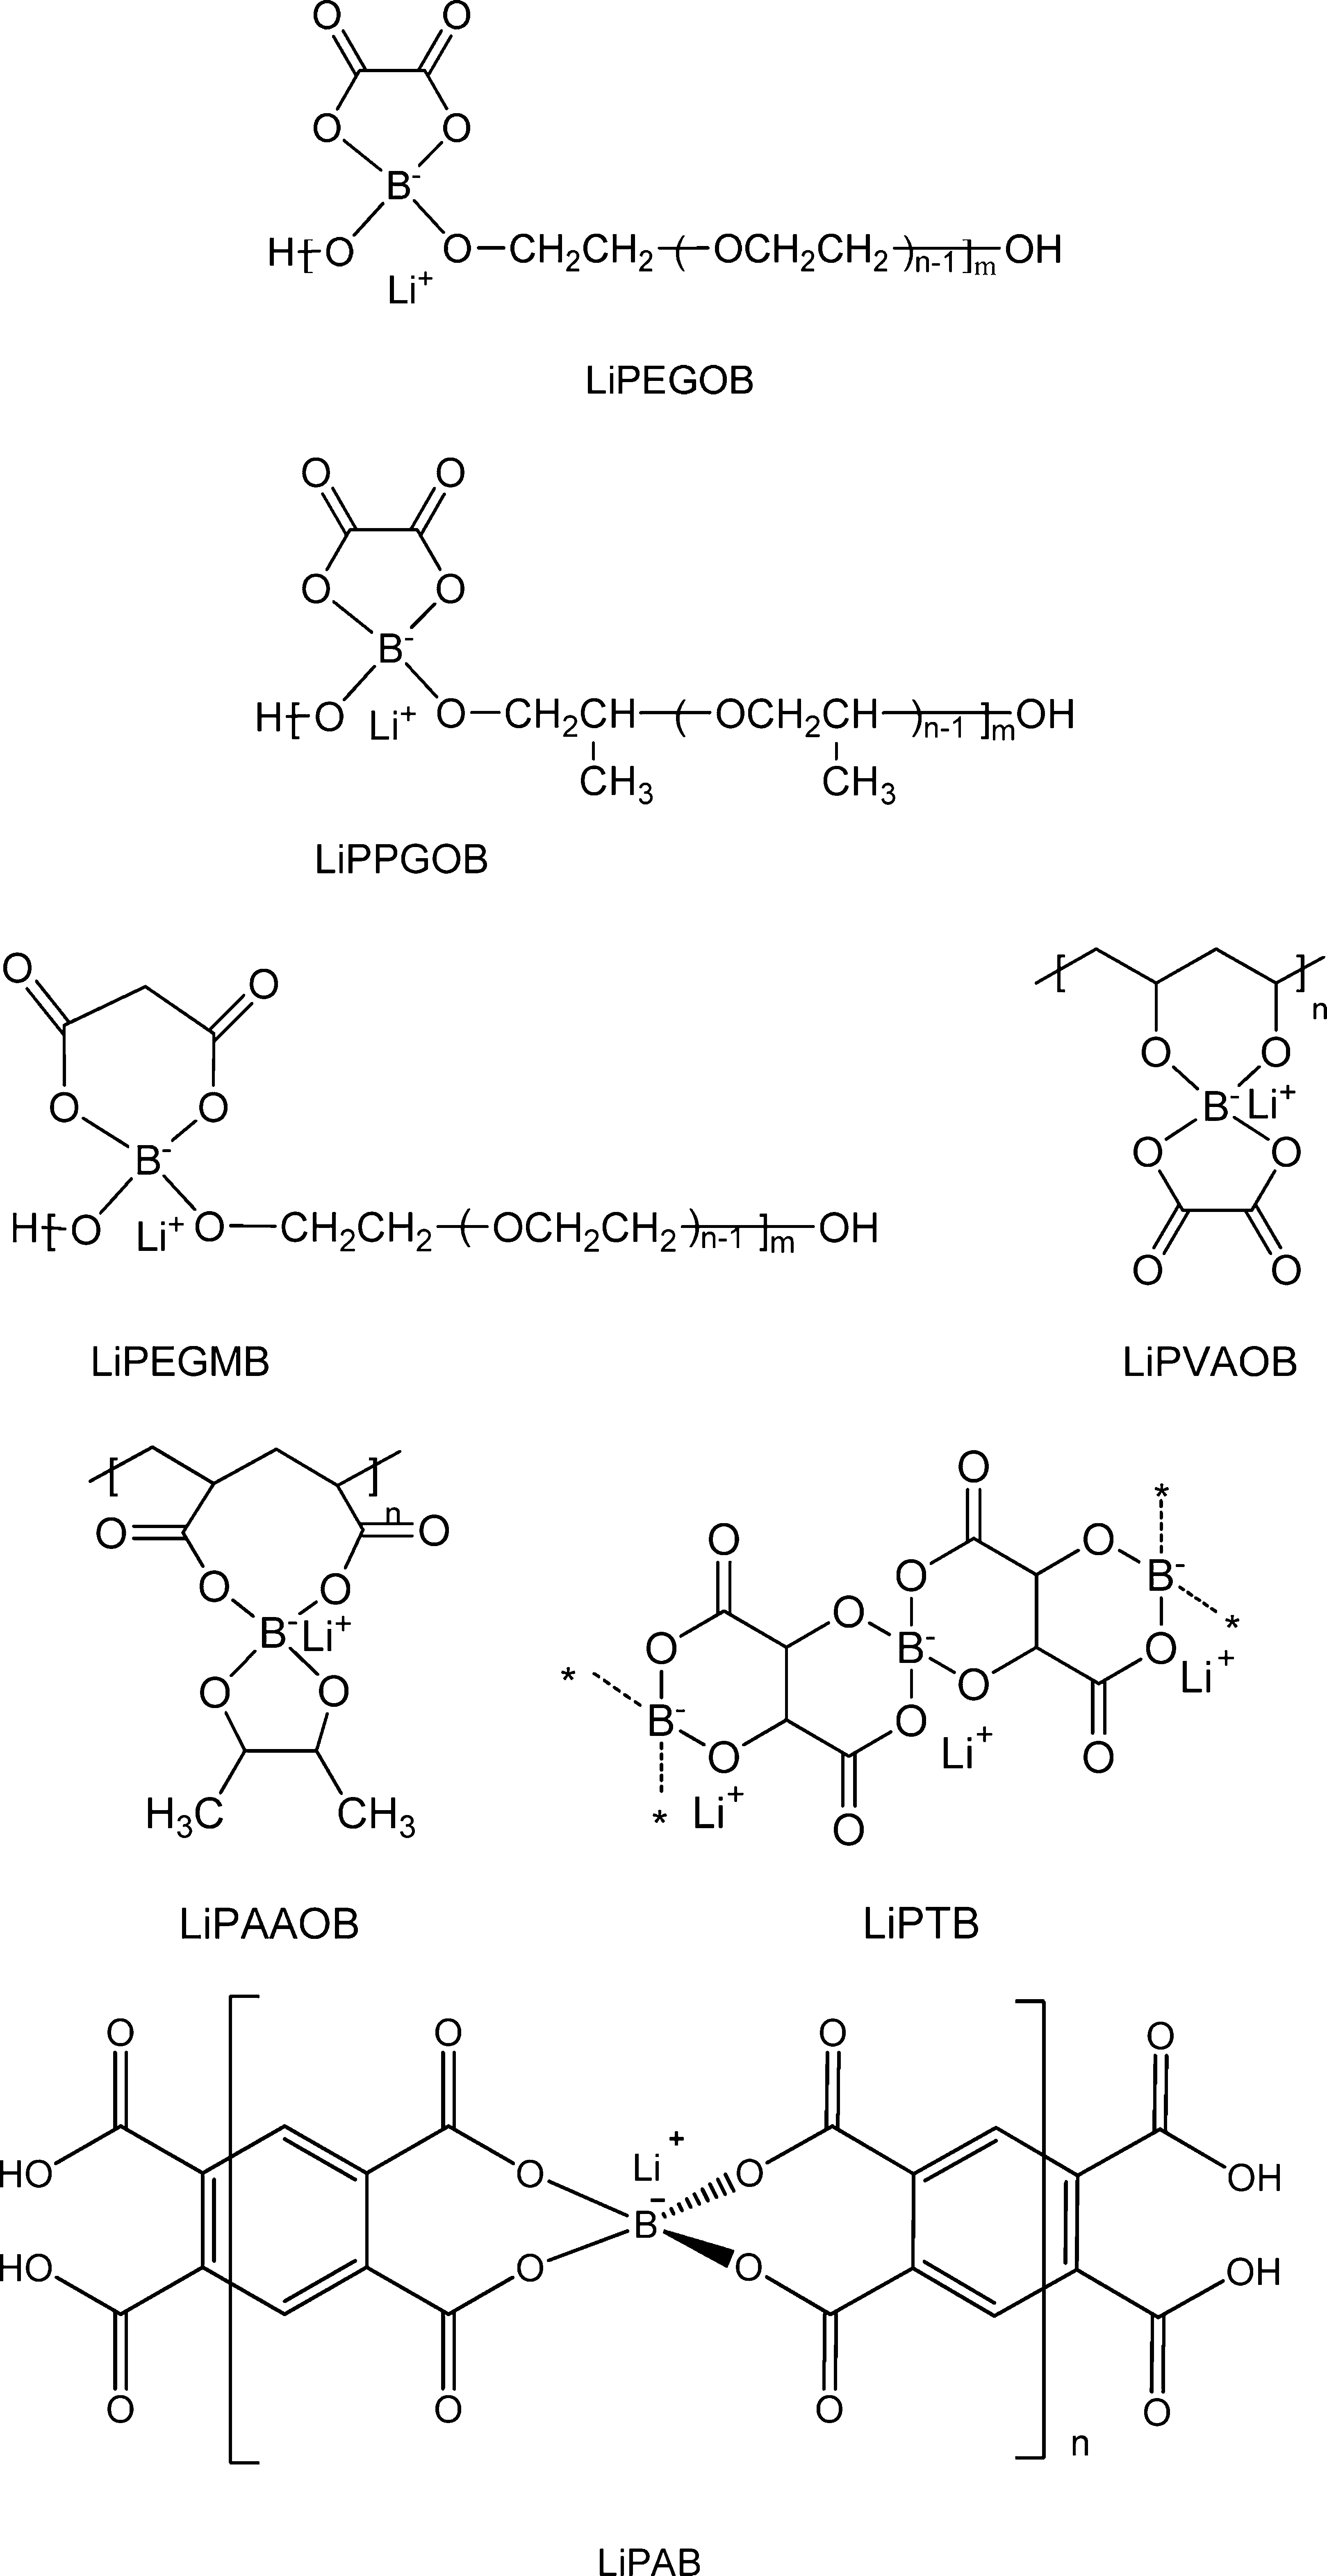 O O
O O
B-
H[O O—CH2CH2—(—OCH2CH2)n-1]m—OH
Li+
LiPEGOB
O O
O O
B-
H[O Li+ O—CH2CH—(—OCH2CH—)n-1]m—OH
CH3 CH3
LiPPGOB
O O
O O
B-
H[O Li+ O—CH2CH2—(—OCH2CH2)n-1]m—OH
LiPEGMB
[ ]n
O O
B- Li+
O O
O O
LiPVAOB
[ ]n
O O
O O
B- Li+
O O
H3C CH3
LiPAAOB
O *
O O B-
O O *
O B- O Li+
* B- O O
O O Li+ O
* Li+ O
LiPTB
O O O O
HO O Li+ O OH
B-
HO O O OH
O O O O
n
LiPAB